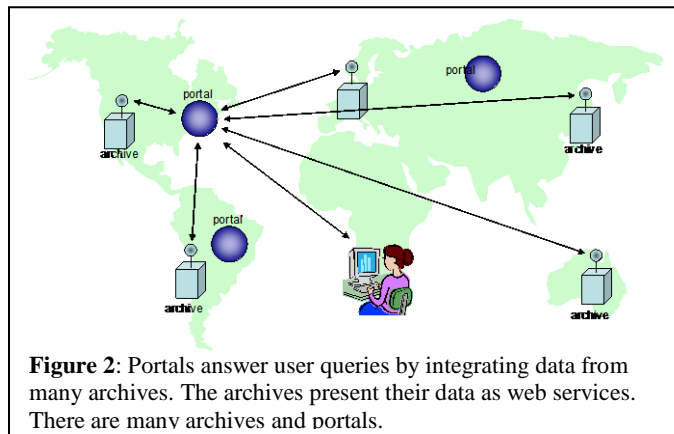 portal
portal
archive
archive
portal
archive
archive
Figure 2: Portals answer user queries by integrating data from
many archives. The archives present their data as web services.
There are many archives and portals.